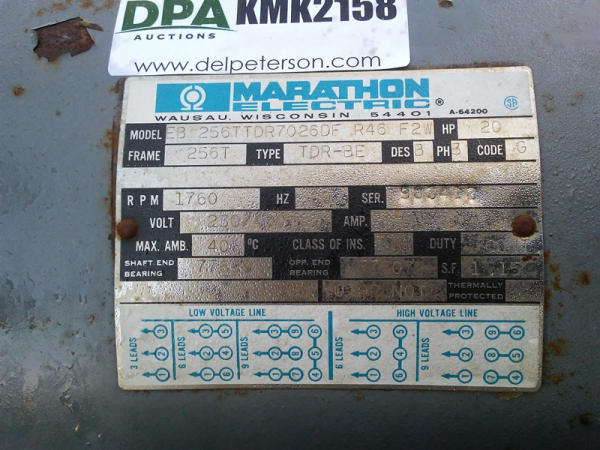 DPA KMK2158
AUCTIONS
www.delpeterson.com
MARATHON
ELECTRIC ®
WAUSAU, WISCONSIN 54401 A-64200
MODEL EB 256TTDR7026DF R46 F2W HP 20
FRAME 256T TYPE TDR-BE DES B PH 3 CODE G
RPM 1760 HZ SER.
VOLT 230/ AMP.
MAX. AMB. 40 °C CLASS OF INS. DUTY
SHAFT END BEARING OPP. END BEARING S.F. 1.15
THERMALLY PROTECTED
LOW VOLTAGE LINE HIGH VOLTAGE LINE
3 LEADS 6 LEADS 9 LEADS 6 LEADS 9 LEADS